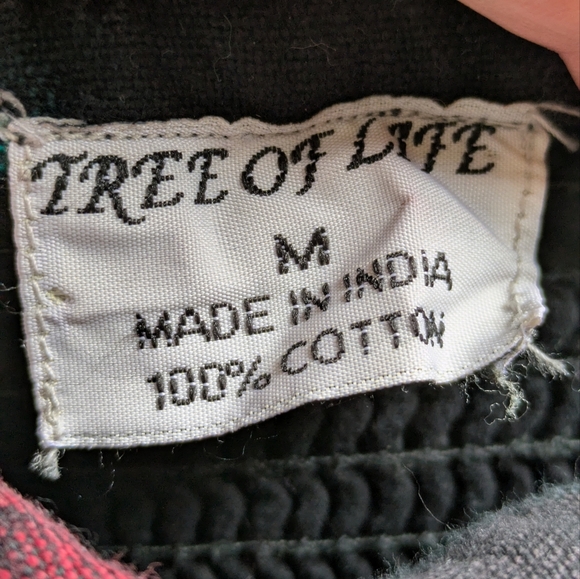 TREE OF LIFE
M
MADE IN INDIA
100% COTTON